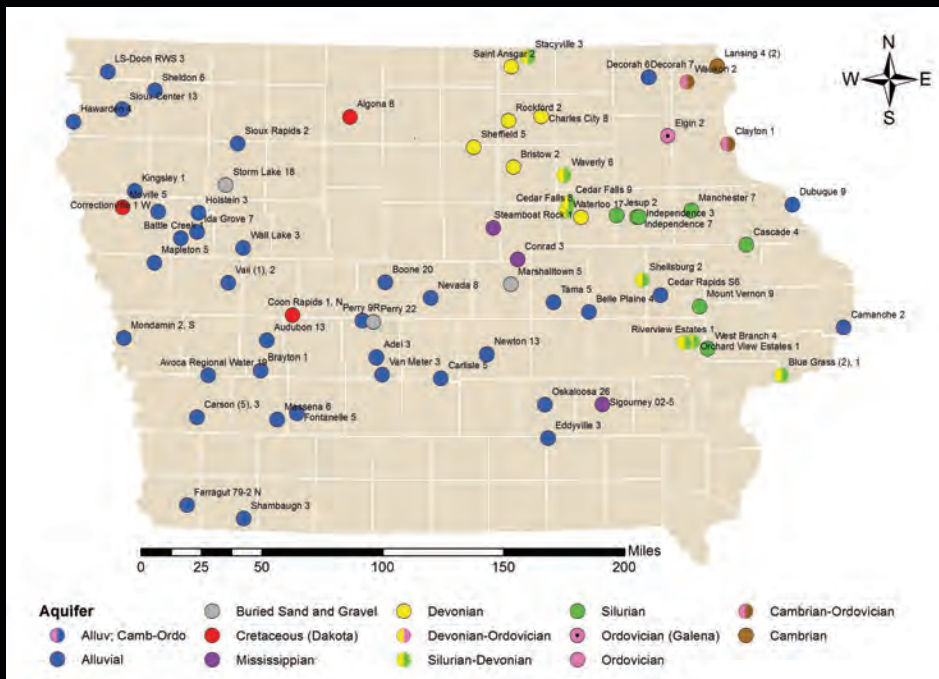 Stacyville 3
Saint Ansgar 2
Lansing 4 (2)
LS-Doon RWS 3
Decorah 6
Decorah 7
Waukon 2
Sheldon 6
Sioux Center 13
Hawarden 4
Algona 8
Rockford 2
Charles City 8
Elgin 2
Sioux Rapids 2
Sheffield 5
Clayton 1
Bristow 2
Waverly 6
Storm Lake 18
Kingsley 1
Moville 5
Correctionville 1 W
Holstein 3
Cedar Falls 9
Cedar Falls 3
Waterloo 17
Jesup 2
Manchester 7
Dubuque 9
Ida Grove 7
Steamboat Rock 1
Independence 3
Independence 7
Battle Creek
Wall Lake 3
Conrad 3
Cascade 4
Mapleton 5
Marshalltown 5
Shellsburg 2
Vail (1), 2
Boone 20
Nevada 8
Cedar Rapids S6
Tama 5
Belle Plaine 4
Mount Vernon 9
Coon Rapids 1, N
Perry 9R
Perry 22
Camanche 2
Mondamin 2, S
Audubon 13
Riverview Estates 1
West Branch 4
Orchard View Estates 1
Adel 3
Newton 13
Avoca Regional Water
Brayton 1
Van Meter 3
Carlisle 5
Blue Grass (2), 1
Oskaloosa 26
Sigourney 02-5
Carson (5), 3
Massena 6
Fontanelle 5
Eddyville 3
Farragut 79-2 N
Shambaugh 3
N
W
E
S
Miles
0 25 50 100 150 200
Aquifer
Alluv; Camb-Ordo
Alluvial
Buried Sand and Gravel
Cretaceous (Dakota)
Mississippian
Devonian
Devonian-Ordovician
Silurian-Devonian
Silurian
Ordovician (Galena)
Ordovician
Cambrian-Ordovician
Cambrian